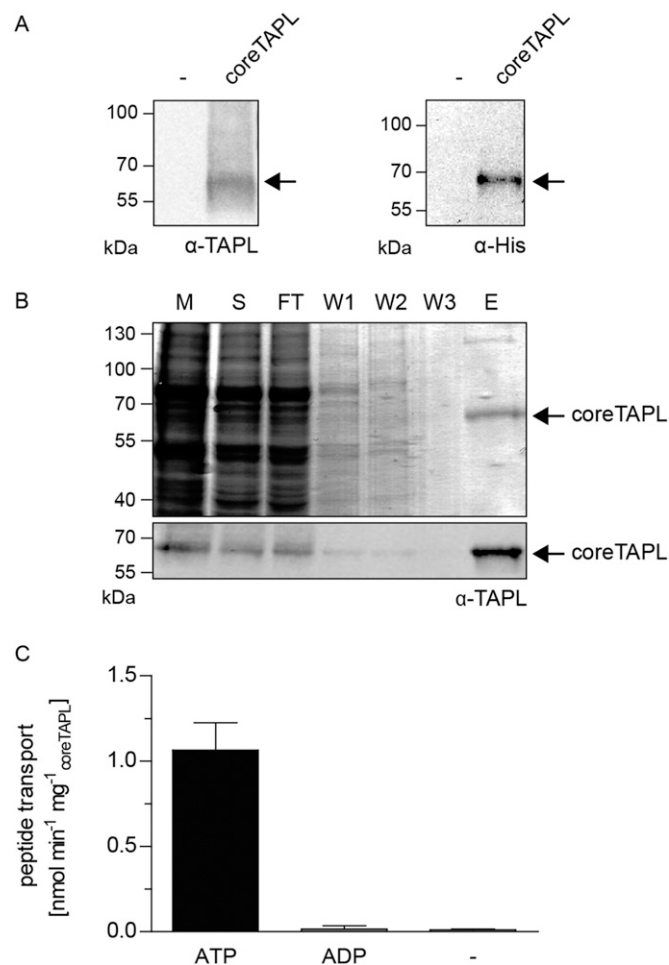 A
- coreTAPL
100
70
55
kDa α-TAPL
- coreTAPL
100
70
55
kDa α-His
B
M S FT W1 W2 W3 E
130
100
70
55
40
coreTAPL
70
55
coreTAPL
kDa α-TAPL
C
peptide transport
[nmol min⁻¹ mg⁻¹ coreTAPL]
1.5
1.0
0.5
0.0
ATP ADP -